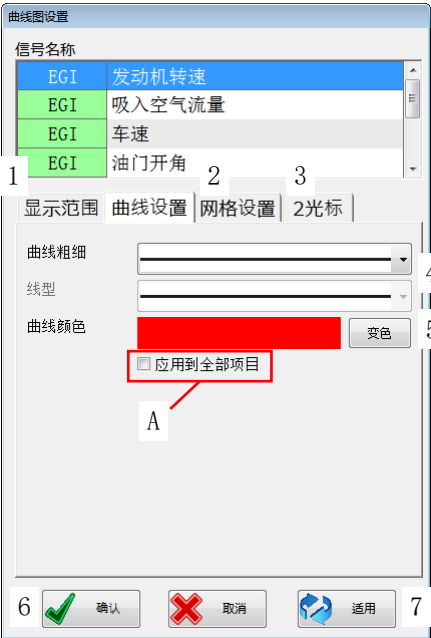 曲线图设置
信号名称
EGI 发动机转速
EGI 吸入空气流量
EGI 车速
EGI 油门开角
1 2 3
显示范围 曲线设置 网格设置 2光标
曲线粗细
4
线型
曲线颜色 变色 5
应用到全部项目
A
6 确认 取消 适用 7